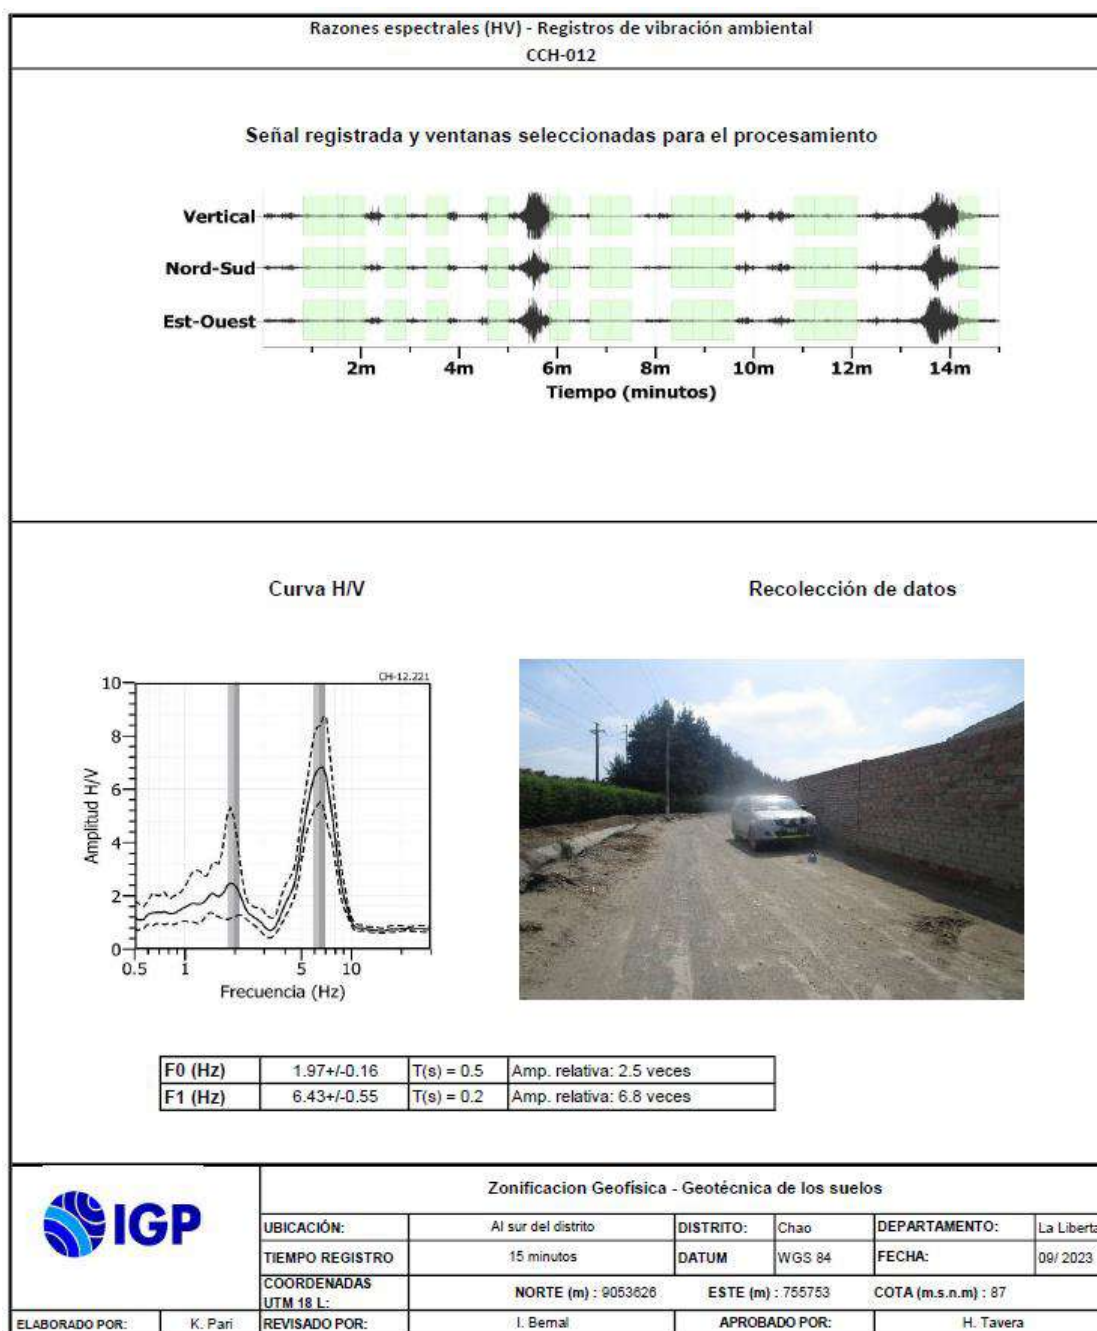 Razones espectrales (HV) - Registros de vibración ambiental
CCH-012
Señal registrada y ventanas seleccionadas para el procesamiento
Vertical
Nord-Sud
Est-Ouest
2m 4m 6m 8m 10m 12m 14m
Tiempo (minutos)
Curva H/V
Recolección de datos
CH-12.221
Amplitud H/V
10
8
6
4
2
0
0.5 1 5 10
Frecuencia (Hz)
F0 (Hz) 1.97+/-0.16 T(s) = 0.5 Amp. relativa: 2.5 veces
F1 (Hz) 6.43+/-0.55 T(s) = 0.2 Amp. relativa: 6.8 veces
IGP
Zonificacion Geofísica - Geotécnica de los suelos
UBICACIÓN: Al sur del distrito DISTRITO: Chao DEPARTAMENTO: La Liberta
TIEMPO REGISTRO 15 minutos DATUM WGS 84 FECHA: 09/ 2023
COORDENADAS
UTM 18 L: NORTE (m) : 9053626 ESTE (m) : 755753 COTA (m.s.n.m) : 87
ELABORADO POR: K. Pari REVISADO POR: I. Bernal APROBADO POR: H. Tavera